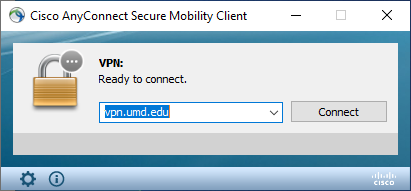 Cisco AnyConnect Secure Mobility Client
VPN:
Ready to connect.
vpn.umd.edu
Connect
cisco